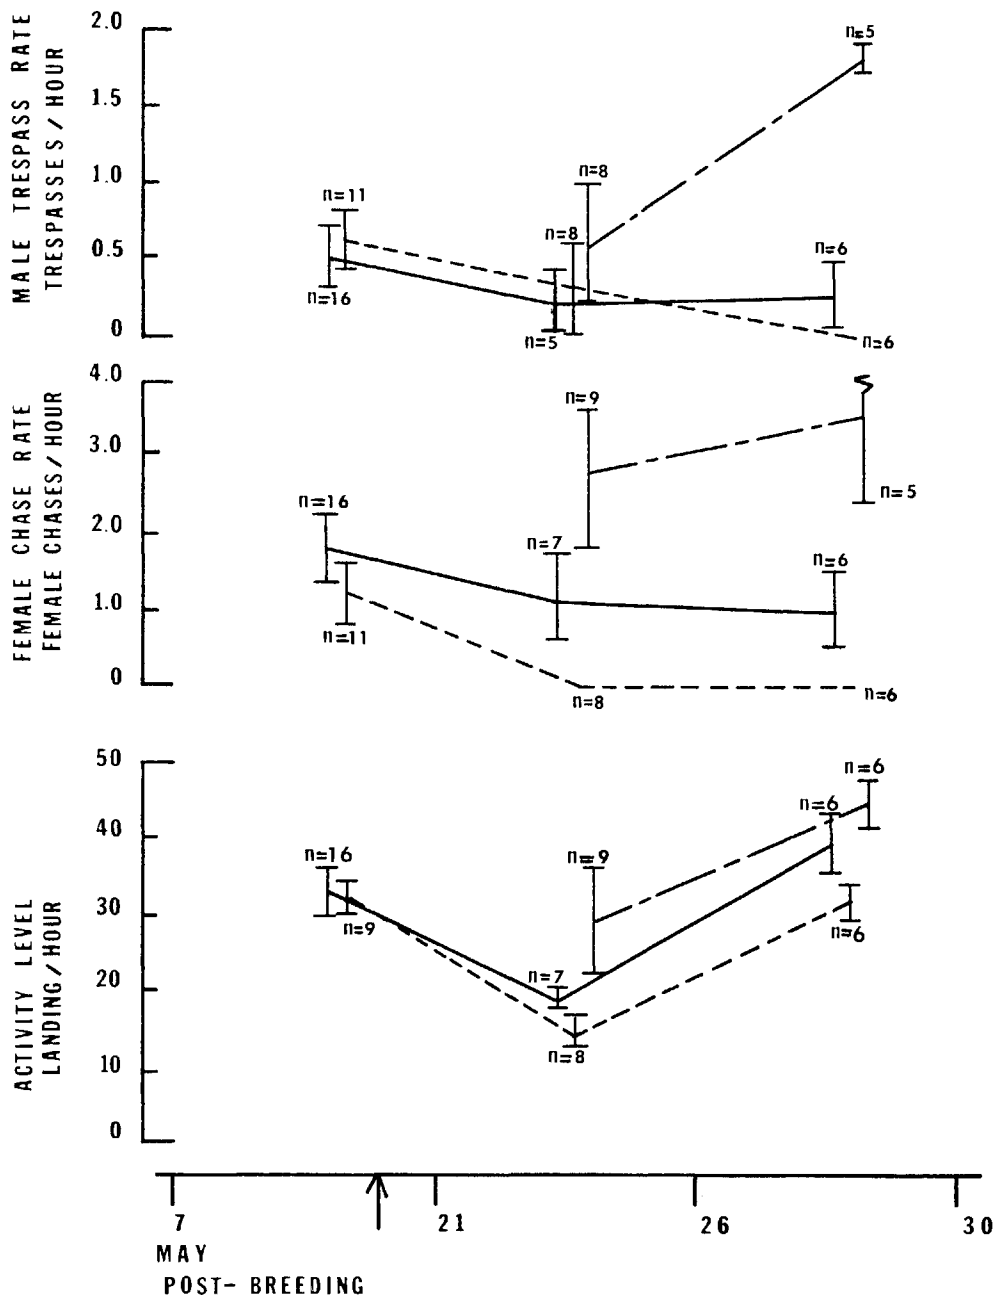 MALE TRESPASS RATE
TRESPASSES/HOUR
2.0
1.5
1.0
0.5
0
n=11
n=16
n=8
n=5
n=8
n=5
n=6
n=6
FEMALE CHASE RATE
FEMALE CHASES/HOUR
4.0
3.0
2.0
1.0
0
n=16
n=11
n=9
n=7
n=8
n=5
n=6
n=6
ACTIVITY LEVEL
LANDING/HOUR
50
40
30
20
10
0
n=16
n=9
n=9
n=7
n=8
n=6
n=6
n=6
7 21 26 30
MAY
POST- BREEDING